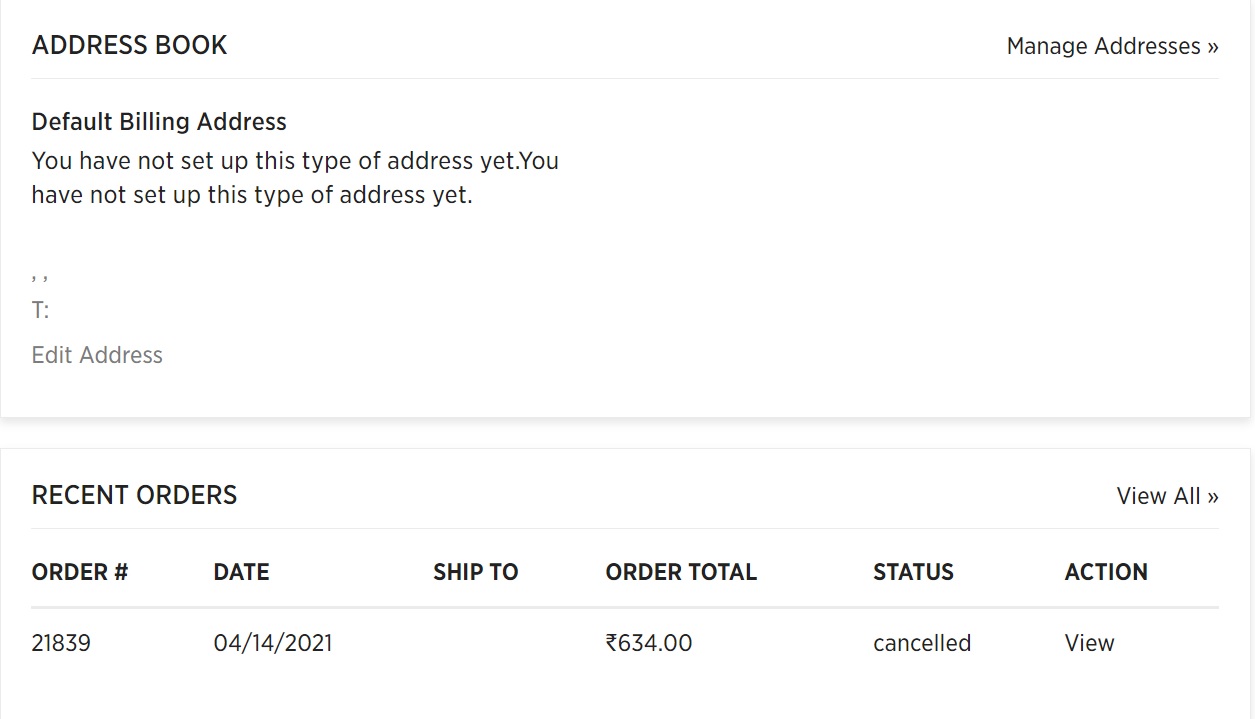 ADDRESS BOOK
Manage Addresses »
Default Billing Address
You have not set up this type of address yet.You
have not set up this type of address yet.
, ,
T:
Edit Address
RECENT ORDERS
View All »
ORDER # DATE SHIP TO ORDER TOTAL STATUS ACTION
21839 04/14/2021 ₹634.00 cancelled View